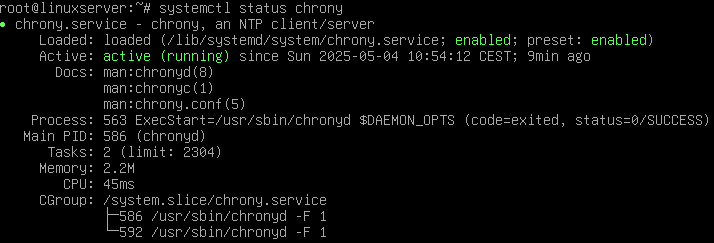 root@linuxserver:~# systemctl status chrony
● chrony.service - chrony, an NTP client/server
Loaded: loaded (/lib/systemd/system/chrony.service; enabled; preset: enabled)
Active: active (running) since Sun 2025-05-04 10:54:12 CEST; 9min ago
Docs: man:chronyd(8)
man:chronyc(1)
man:chrony.conf(5)
Process: 563 ExecStart=/usr/sbin/chronyd $DAEMON_OPTS (code=exited, status=0/SUCCESS)
Main PID: 586 (chronyd)
Tasks: 2 (limit: 2304)
Memory: 2.2M
CPU: 45ms
CGroup: /system.slice/chrony.service
├─586 /usr/sbin/chronyd -F 1
└─592 /usr/sbin/chronyd -F 1